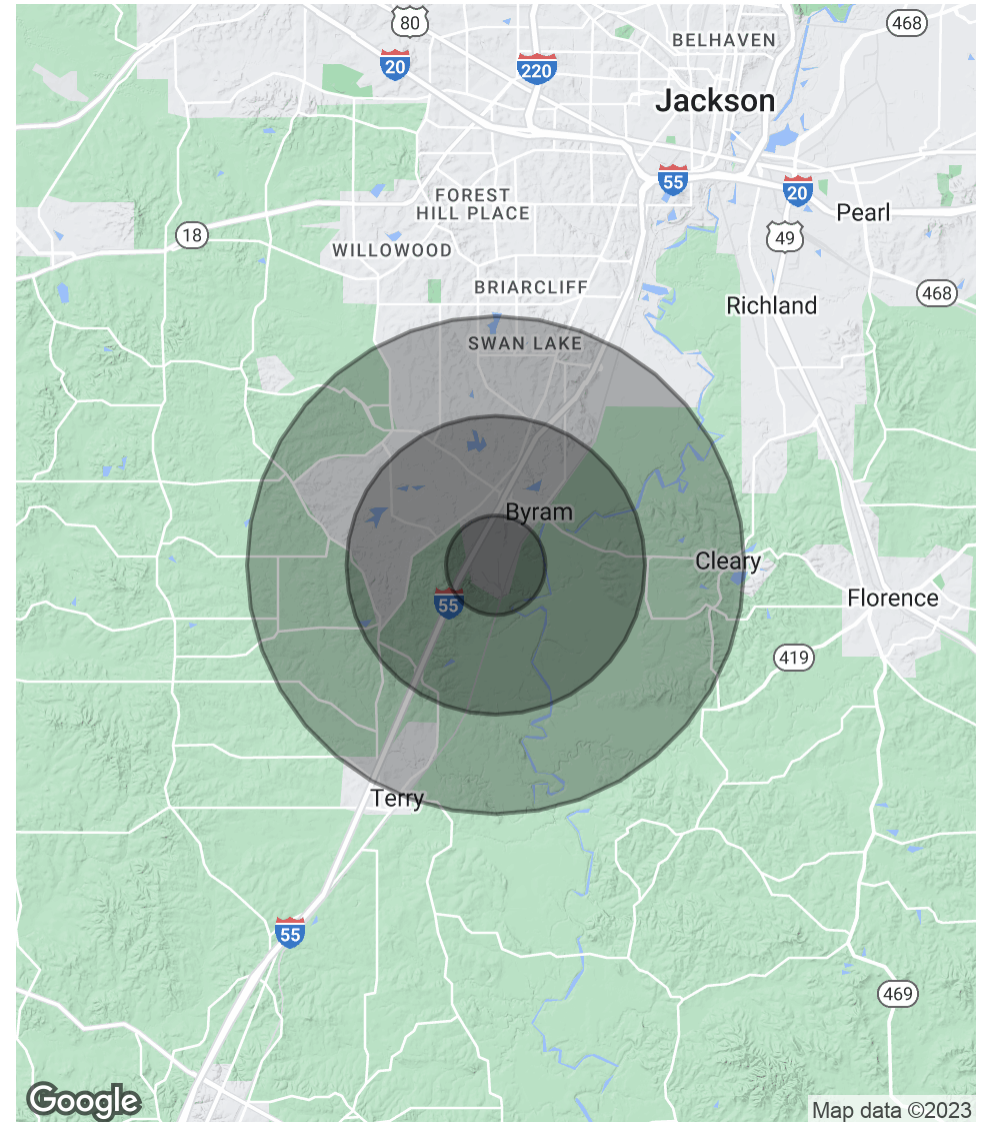 80
468
BELHAVEN
20
220
Jackson
55
20
FOREST
HILL PLACE
Pearl
18
49
WILLOWOOD
BRIARCLIFF
468
Richland
SWAN LAKE
Byram
Cleary
55
Florence
419
Terry
55
469
Google
Map data ©2023